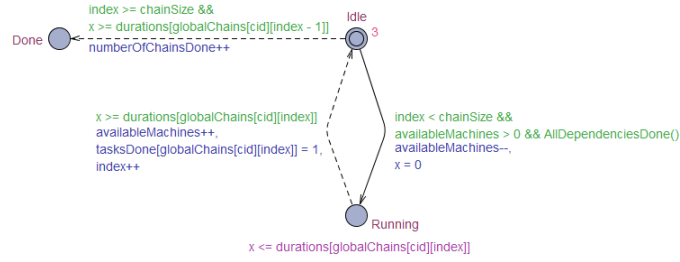 index >= chainSize &&
x >= durations[globalChains[cid][index - 1]]
numberOfChainsDone++
Done
Idle
3
x >= durations[globalChains[cid][index]]
availableMachines++,
tasksDone[globalChains[cid][index]] = 1,
index++
index < chainSize &&
availableMachines > 0 && AllDependenciesDone()
availableMachines--,
x = 0
Running
x <= durations[globalChains[cid][index]]